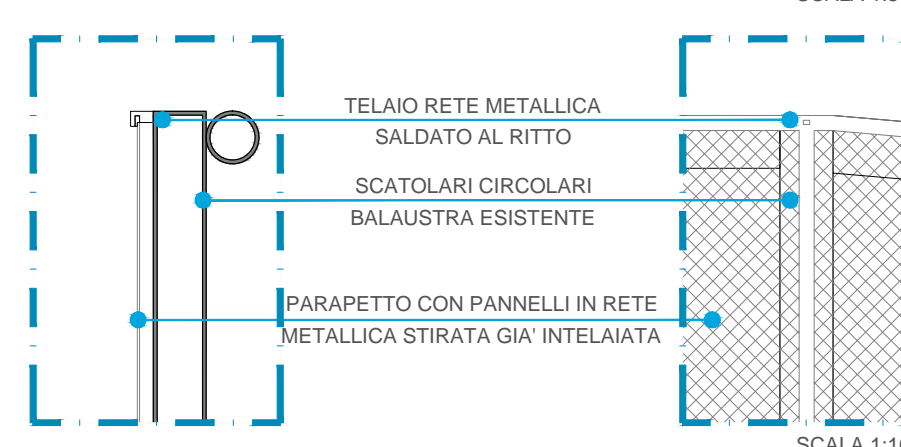 TELAIO RETE METALLICA
SALDATO AL RITTO
SCATOLARI CIRCOLARI
BALAUSTRA ESISTENTE
PARAPETTO CON PANNELLI IN RETE
METALLICA STIRATA GIA' INTELAIATA
SCALA